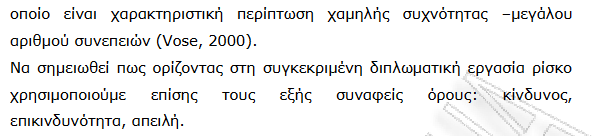 οποίο είναι χαρακτηριστική περίπτωση χαμηλής συχνότητας –μεγάλου
αριθμού συνεπειών (Vose, 2000).
Να σημειωθεί πως ορίζοντας στη συγκεκριμένη διπλωματική εργασία ρίσκο
χρησιμοποιούμε επίσης τους εξής συναφείς όρους: κίνδυνος,
επικινδυνότητα, απειλή.